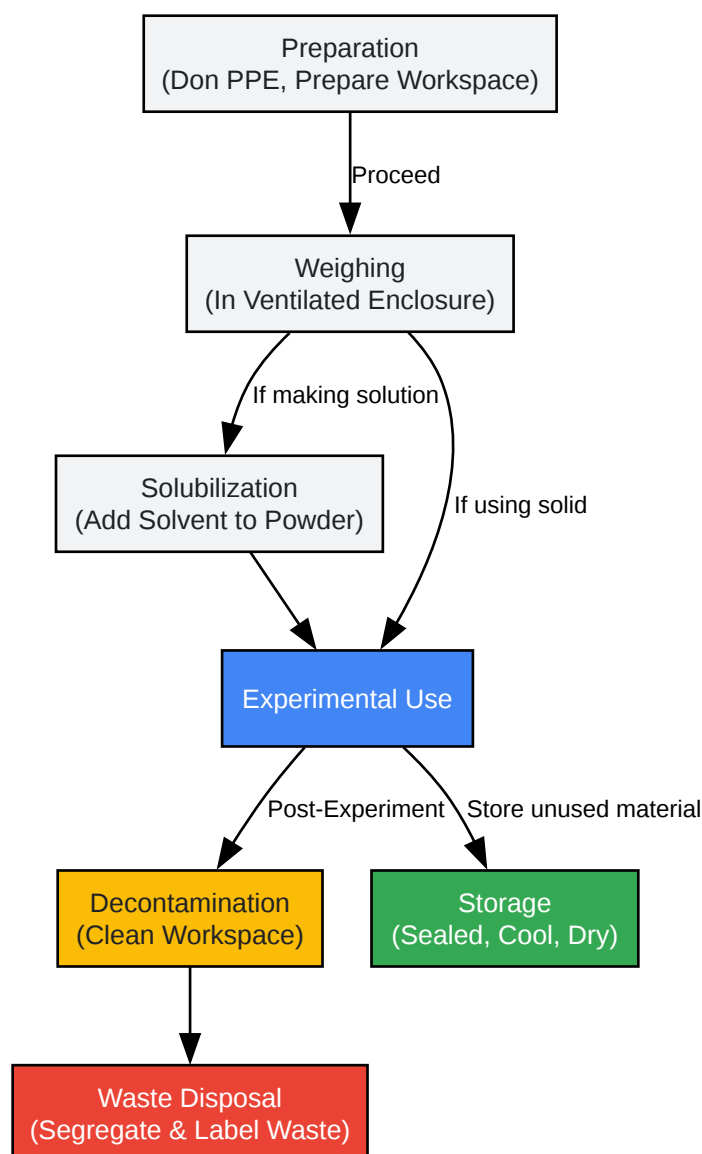 Preparation
(Don PPE, Prepare Workspace)
Proceed
Weighing
(In Ventilated Enclosure)
If making solution
Solubilization
(Add Solvent to Powder)
If using solid
Experimental Use
Post-Experiment
Store unused material
Decontamination
(Clean Workspace)
Storage
(Sealed, Cool, Dry)
Waste Disposal
(Segregate & Label Waste)